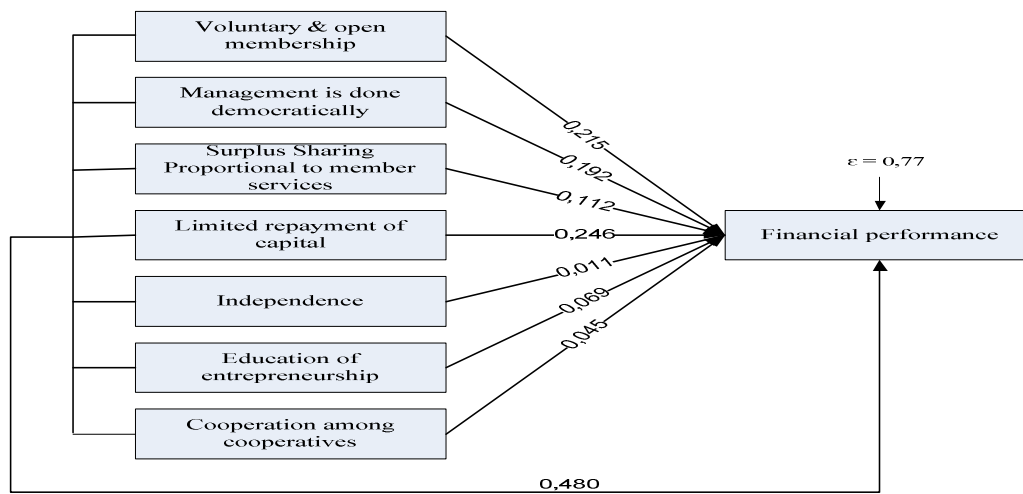 Voluntary & open
membership
Management is done
democratically
Surplus Sharing
Proportional to member
services
Limited repayment of
capital
Independence
Education of
entrepreneurship
Cooperation among
cooperatives
0,215
0,192
0,112
0,246
0,011
0,069
0,045
ε = 0,77
Financial performance
0,480